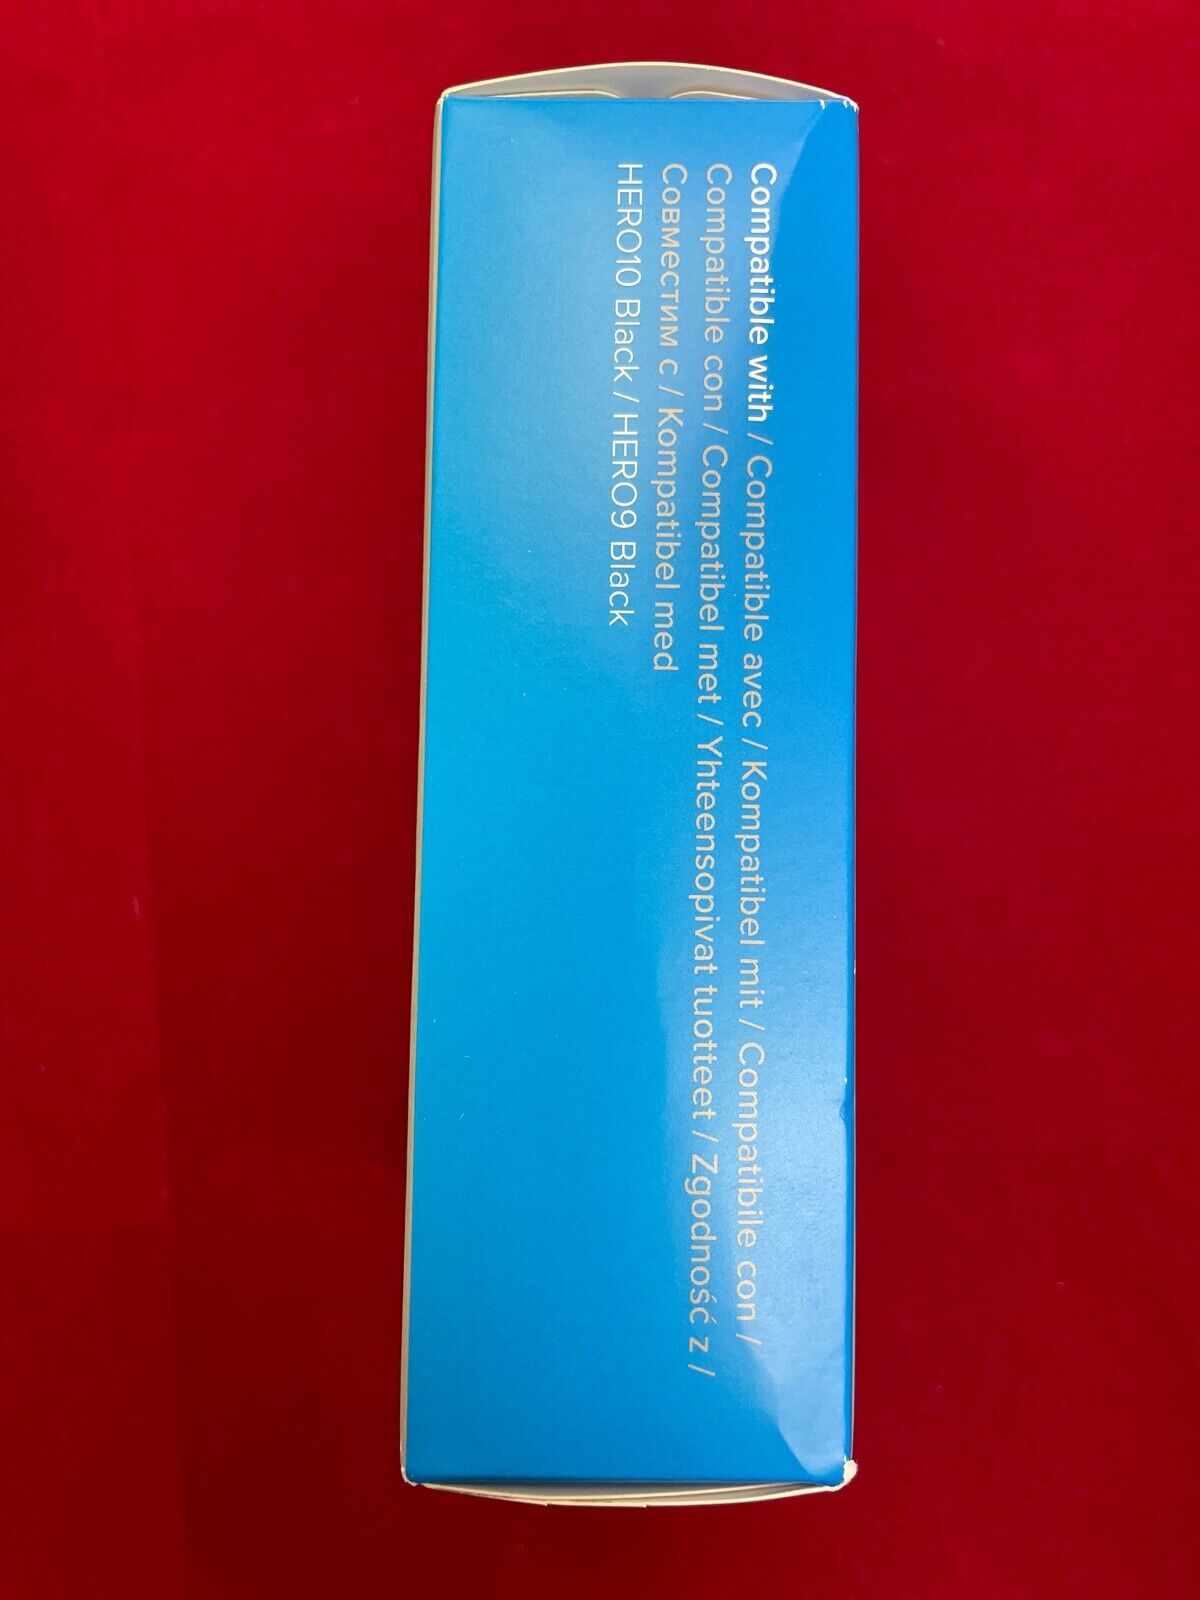 Compatible with / Compatible avec / Kompatibel mit / Compatibile con /
Compatible con / Compatibel met / Yhteensopivat tuotteet / Zgodność z /
Совместим с / Kompatibel med
HERO10 Black / HERO9 Black